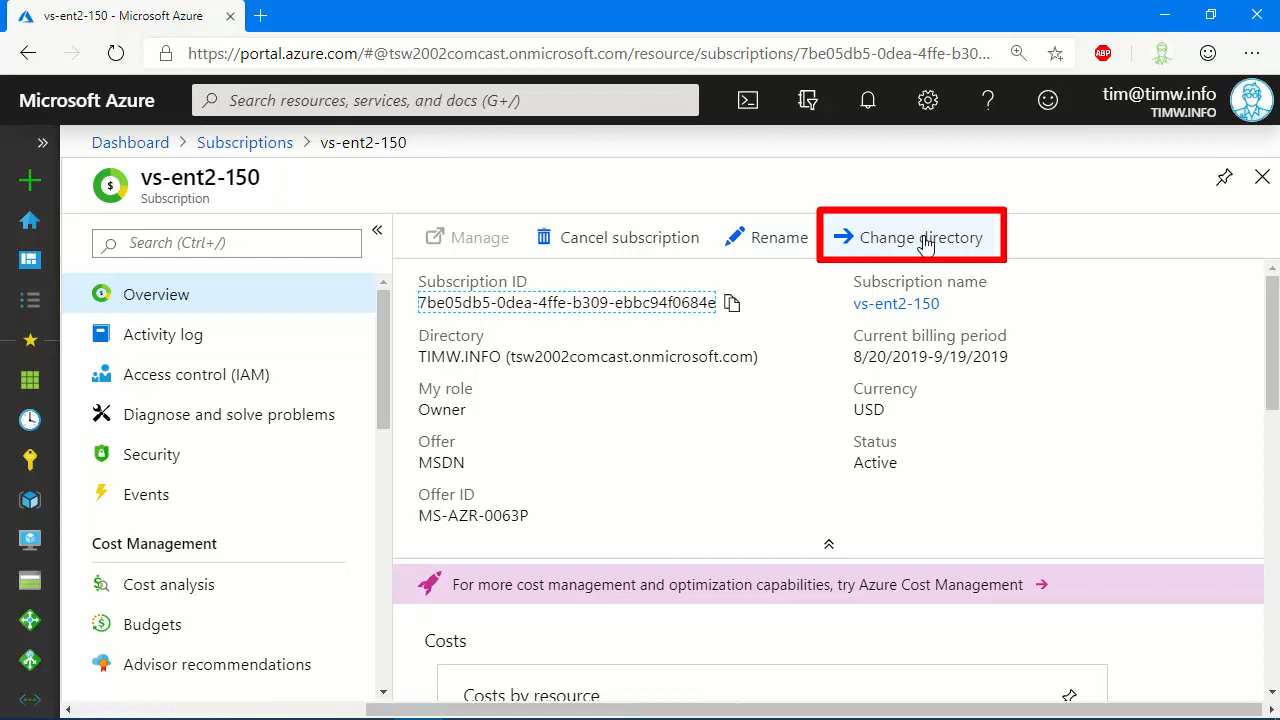 vs-ent2-150 - Microsoft Azure
https://portal.azure.com/#@tsw2002comcast.onmicrosoft.com/resource/subscriptions/7be05db5-0dea-4ffe-b30...
ABP
Microsoft Azure
Search resources, services, and docs (G+/)
tim@timw.info
TIMW.INFO
Dashboard > Subscriptions > vs-ent2-150
vs-ent2-150
Subscription
Search (Ctrl+/)
Overview
Activity log
Access control (IAM)
Diagnose and solve problems
Security
Events
Cost Management
Cost analysis
Budgets
Advisor recommendations
Manage
Cancel subscription
Rename
Change directory
Subscription ID
7be05db5-0dea-4ffe-b309-ebbc94f0684e
Directory
TIMW.INFO (tsw2002comcast.onmicrosoft.com)
My role
Owner
Offer
MSDN
Offer ID
MS-AZR-0063P
Subscription name
vs-ent2-150
Current billing period
8/20/2019-9/19/2019
Currency
USD
Status
Active
For more cost management and optimization capabilities, try Azure Cost Management
Costs
Costs by resource